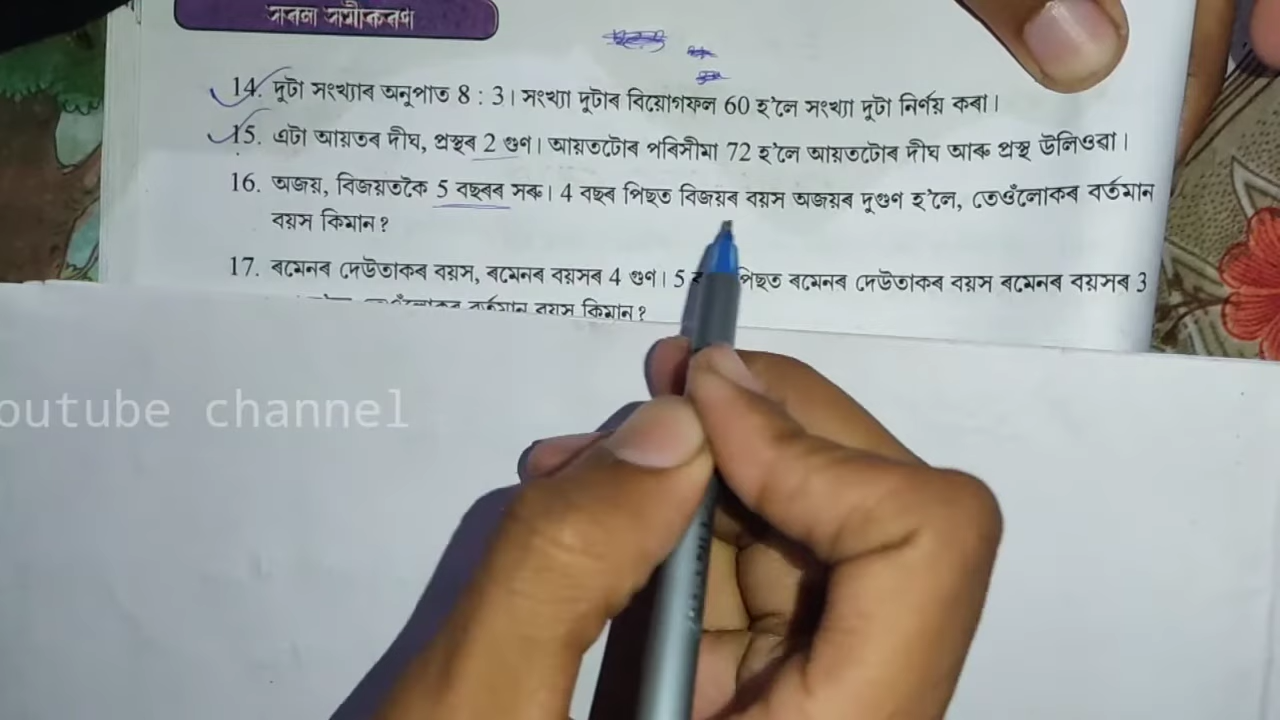 সৰল সমীকৰণ
14. দুটা সংখ্যাৰ অনুপাত 8 : 3। সংখ্যা দুটাৰ বিয়োগফল 60 হ'লে সংখ্যা দুটা নিৰ্ণয় কৰা।
15. এটা আয়তৰ দীঘ, প্ৰস্থৰ 2 গুণ। আয়তটোৰ পৰিসীমা 72 হ'লে আয়তটোৰ দীঘ আৰু প্ৰস্থ উলিওৱা।
16. অজয়, বিজয়তকৈ 5 বছৰৰ সৰু। 4 বছৰ পিছত বিজয়ৰ বয়স অজয়ৰ দুগুণ হ'লে, তেওঁলোকৰ বৰ্তমান
বয়স কিমান?
17. ৰমেনৰ দেউতাকৰ বয়স, ৰমেনৰ বয়সৰ 4 গুণ। 5 পিছত ৰমেনৰ দেউতাকৰ বয়স ৰমেনৰ বয়সৰ 3
তেওঁলোকৰ বৰ্তমান বয়স কিমান?
outube channel